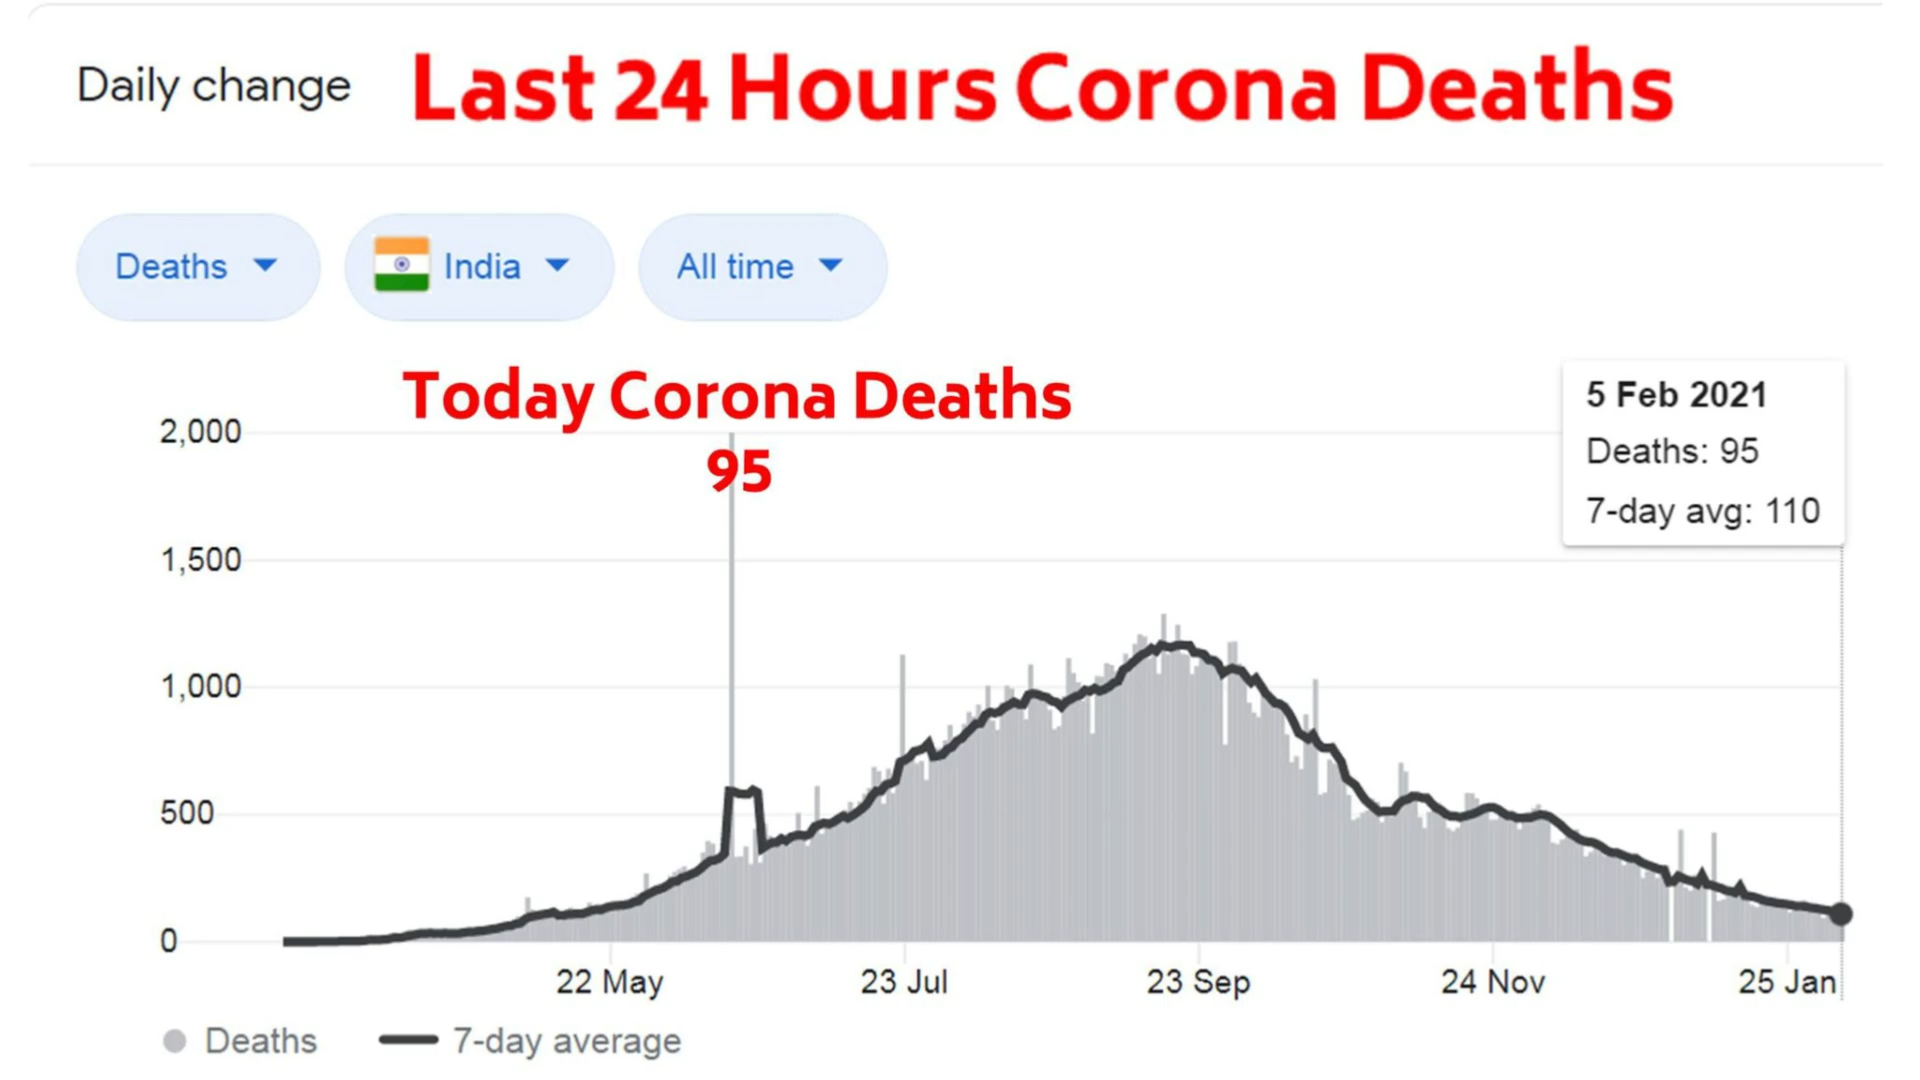 Daily change
Last 24 Hours Corona Deaths
Deaths
India
All time
Today Corona Deaths
95
5 Feb 2021
Deaths: 95
7-day avg: 110
2,000
1,500
1,000
500
0
22 May
23 Jul
23 Sep
24 Nov
25 Jan
Deaths
7-day average